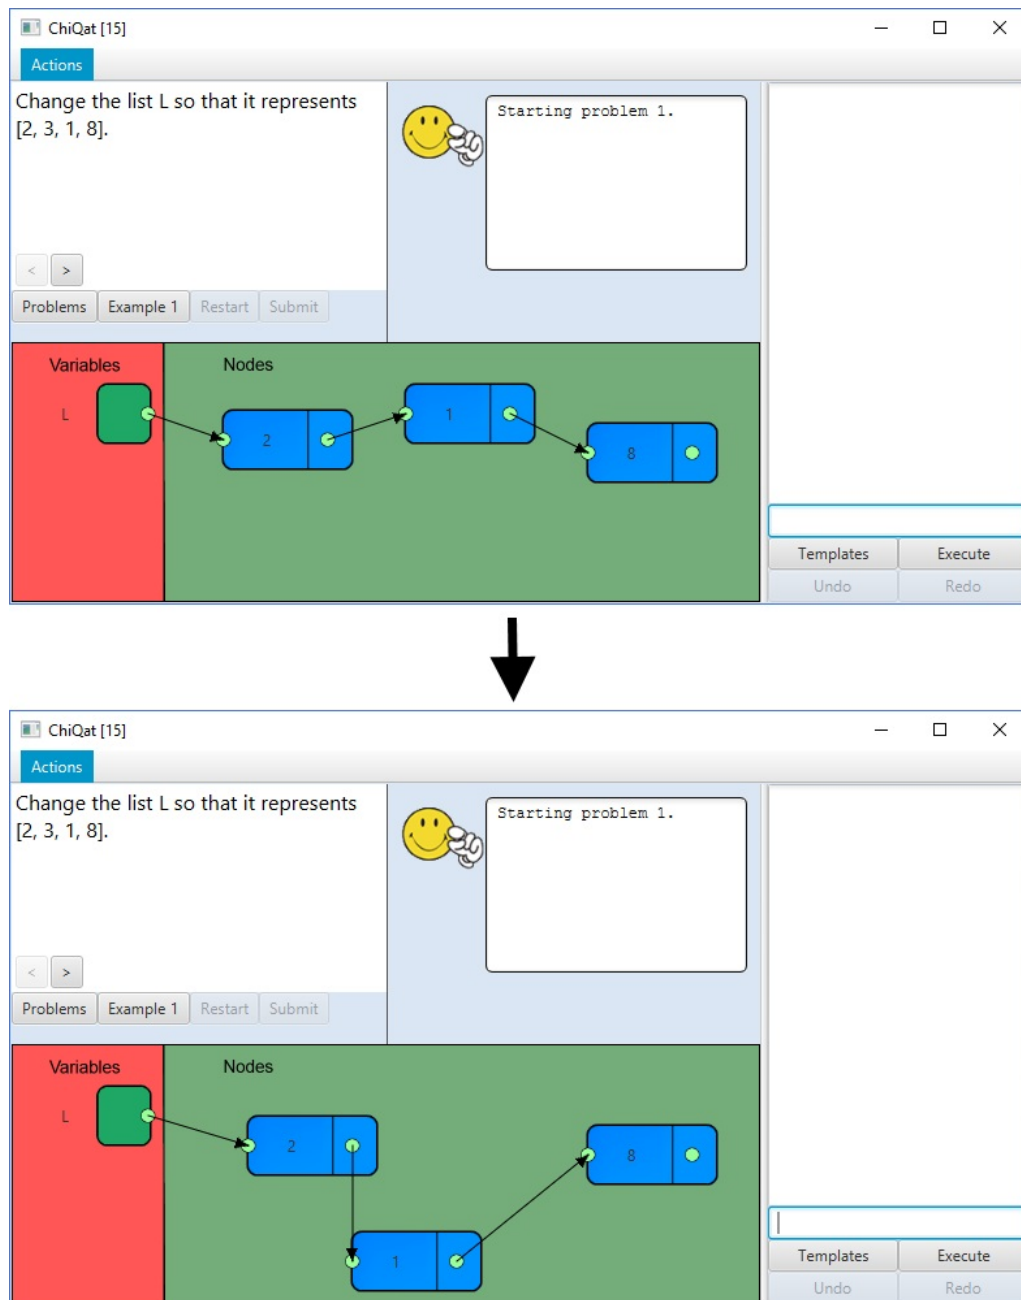 ChiQat [15]
Actions
Change the list L so that it represents
[2, 3, 1, 8].
Starting problem 1.
< >
Problems Example 1 Restart Submit
Variables Nodes
L
2
1
8
Templates Execute
Undo Redo
ChiQat [15]
Actions
Change the list L so that it represents
[2, 3, 1, 8].
Starting problem 1.
< >
Problems Example 1 Restart Submit
Variables Nodes
L
2
8
1
Templates Execute
Undo Redo